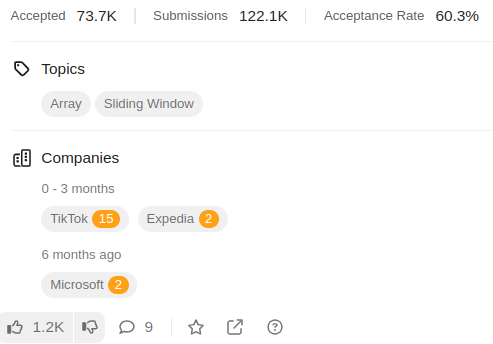 Accepted 73.7K Submissions 122.1K Acceptance Rate 60.3%
Topics
Array Sliding Window
Companies
0 - 3 months
TikTok 15 Expedia 2
6 months ago
Microsoft 2
1.2K 9